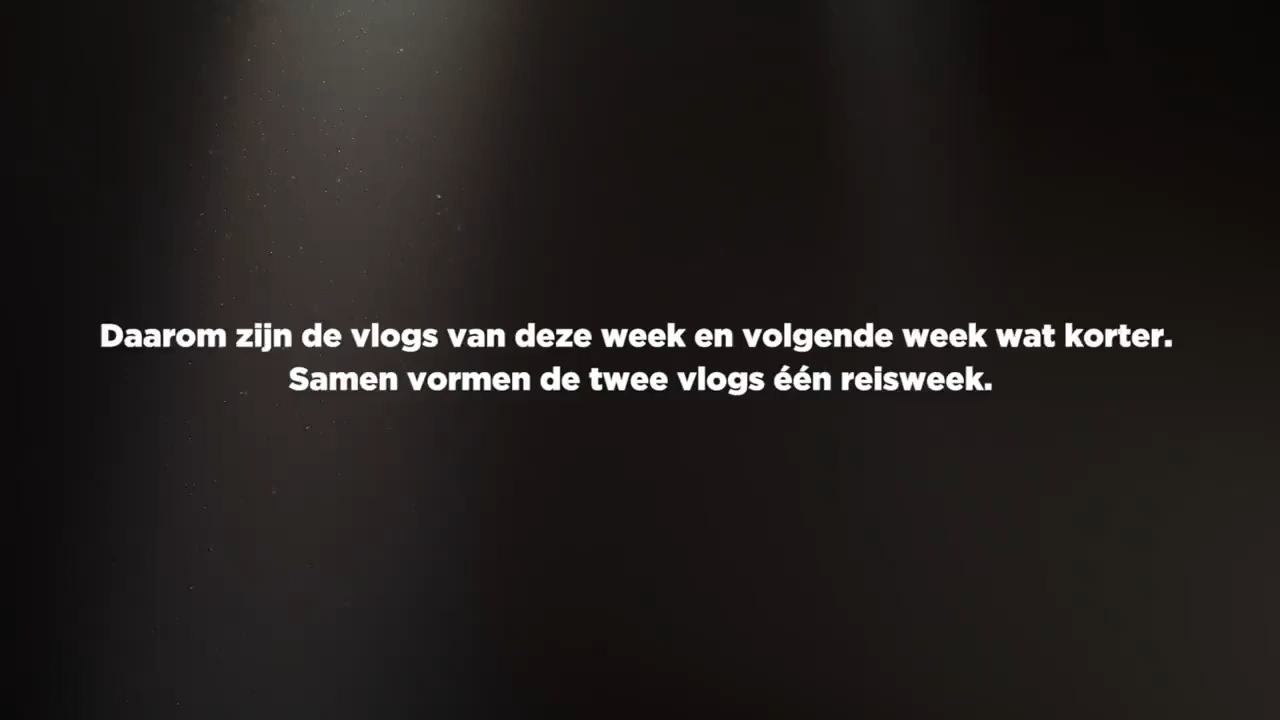 Daarom zijn de vlogs van deze week en volgende week wat korter.
Samen vormen de twee vlogs één reisweek.